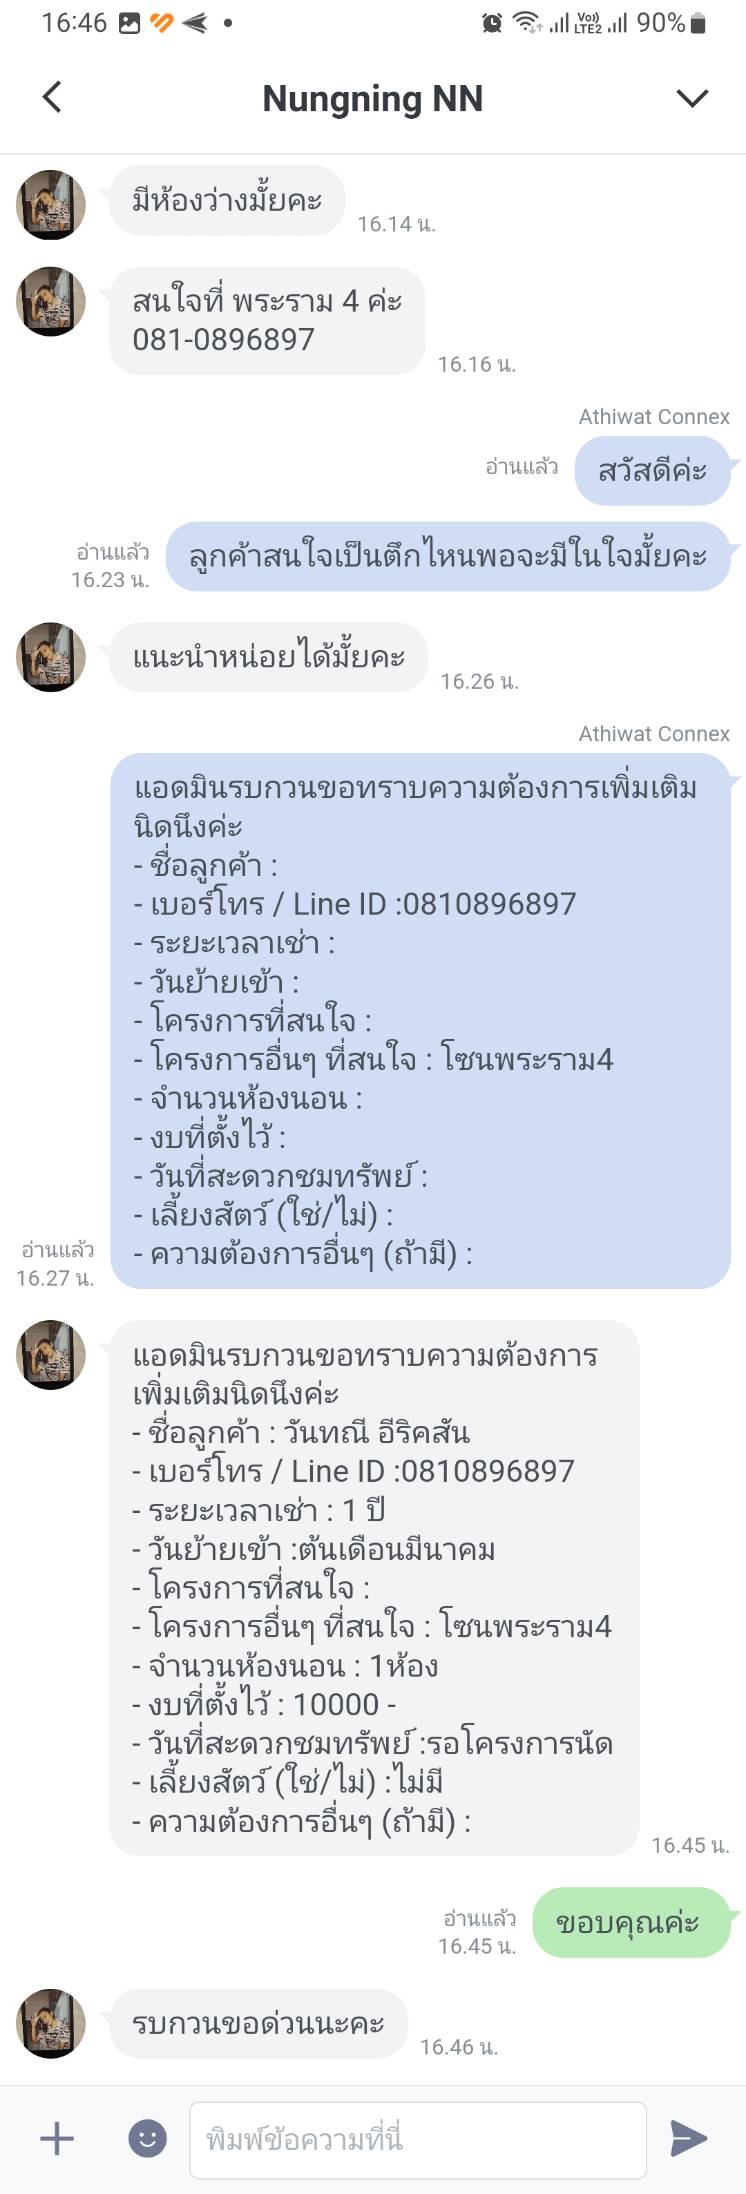 16:46
Vo))
LTE2
90%
Nungning NN
มีห้องว่างมั้ยคะ
16.14 น.
สนใจที่ พระราม 4 ค่ะ
081-0896897
16.16 น.
Athiwat Connex
อ่านแล้ว
สวัสดีค่ะ
ลูกค้าสนใจเป็นตึกไหนพอจะมีในใจมั้ยคะ
อ่านแล้ว
16.23 น.
แนะนำหน่อยได้มั้ยคะ
16.26 น.
Athiwat Connex
แอดมินรบกวนขอทราบความต้องการเพิ่มเติม
นิดนึงค่ะ
- ชื่อลูกค้า :
- เบอร์โทร / Line ID :0810896897
- ระยะเวลาเช่า :
- วันย้ายเข้า :
- โครงการที่สนใจ :
- โครงการอื่นๆ ที่สนใจ : โซนพระราม4
- จำนวนห้องนอน :
- งบที่ตั้งไว้ :
- วันที่สะดวกชมทรัพย์ :
- เลี้ยงสัตว์ (ใช่/ไม่) :
- ความต้องการอื่นๆ (ถ้ามี) :
อ่านแล้ว
16.27 น.
แอดมินรบกวนขอทราบความต้องการ
เพิ่มเติมนิดนึงค่ะ
- ชื่อลูกค้า : วันทณี อีริคสัน
- เบอร์โทร / Line ID :0810896897
- ระยะเวลาเช่า : 1 ปี
- วันย้ายเข้า :ต้นเดือนมีนาคม
- โครงการที่สนใจ :
- โครงการอื่นๆ ที่สนใจ : โซนพระราม4
- จำนวนห้องนอน : 1ห้อง
- งบที่ตั้งไว้ : 10000 -
- วันที่สะดวกชมทรัพย์ :รอโครงการนัด
- เลี้ยงสัตว์ (ใช่/ไม่) :ไม่มี
- ความต้องการอื่นๆ (ถ้ามี) :
16.45 น.
อ่านแล้ว
16.45 น.
ขอบคุณค่ะ
รบกวนขอด่วนนะคะ
16.46 น.
พิมพ์ข้อความที่นี่